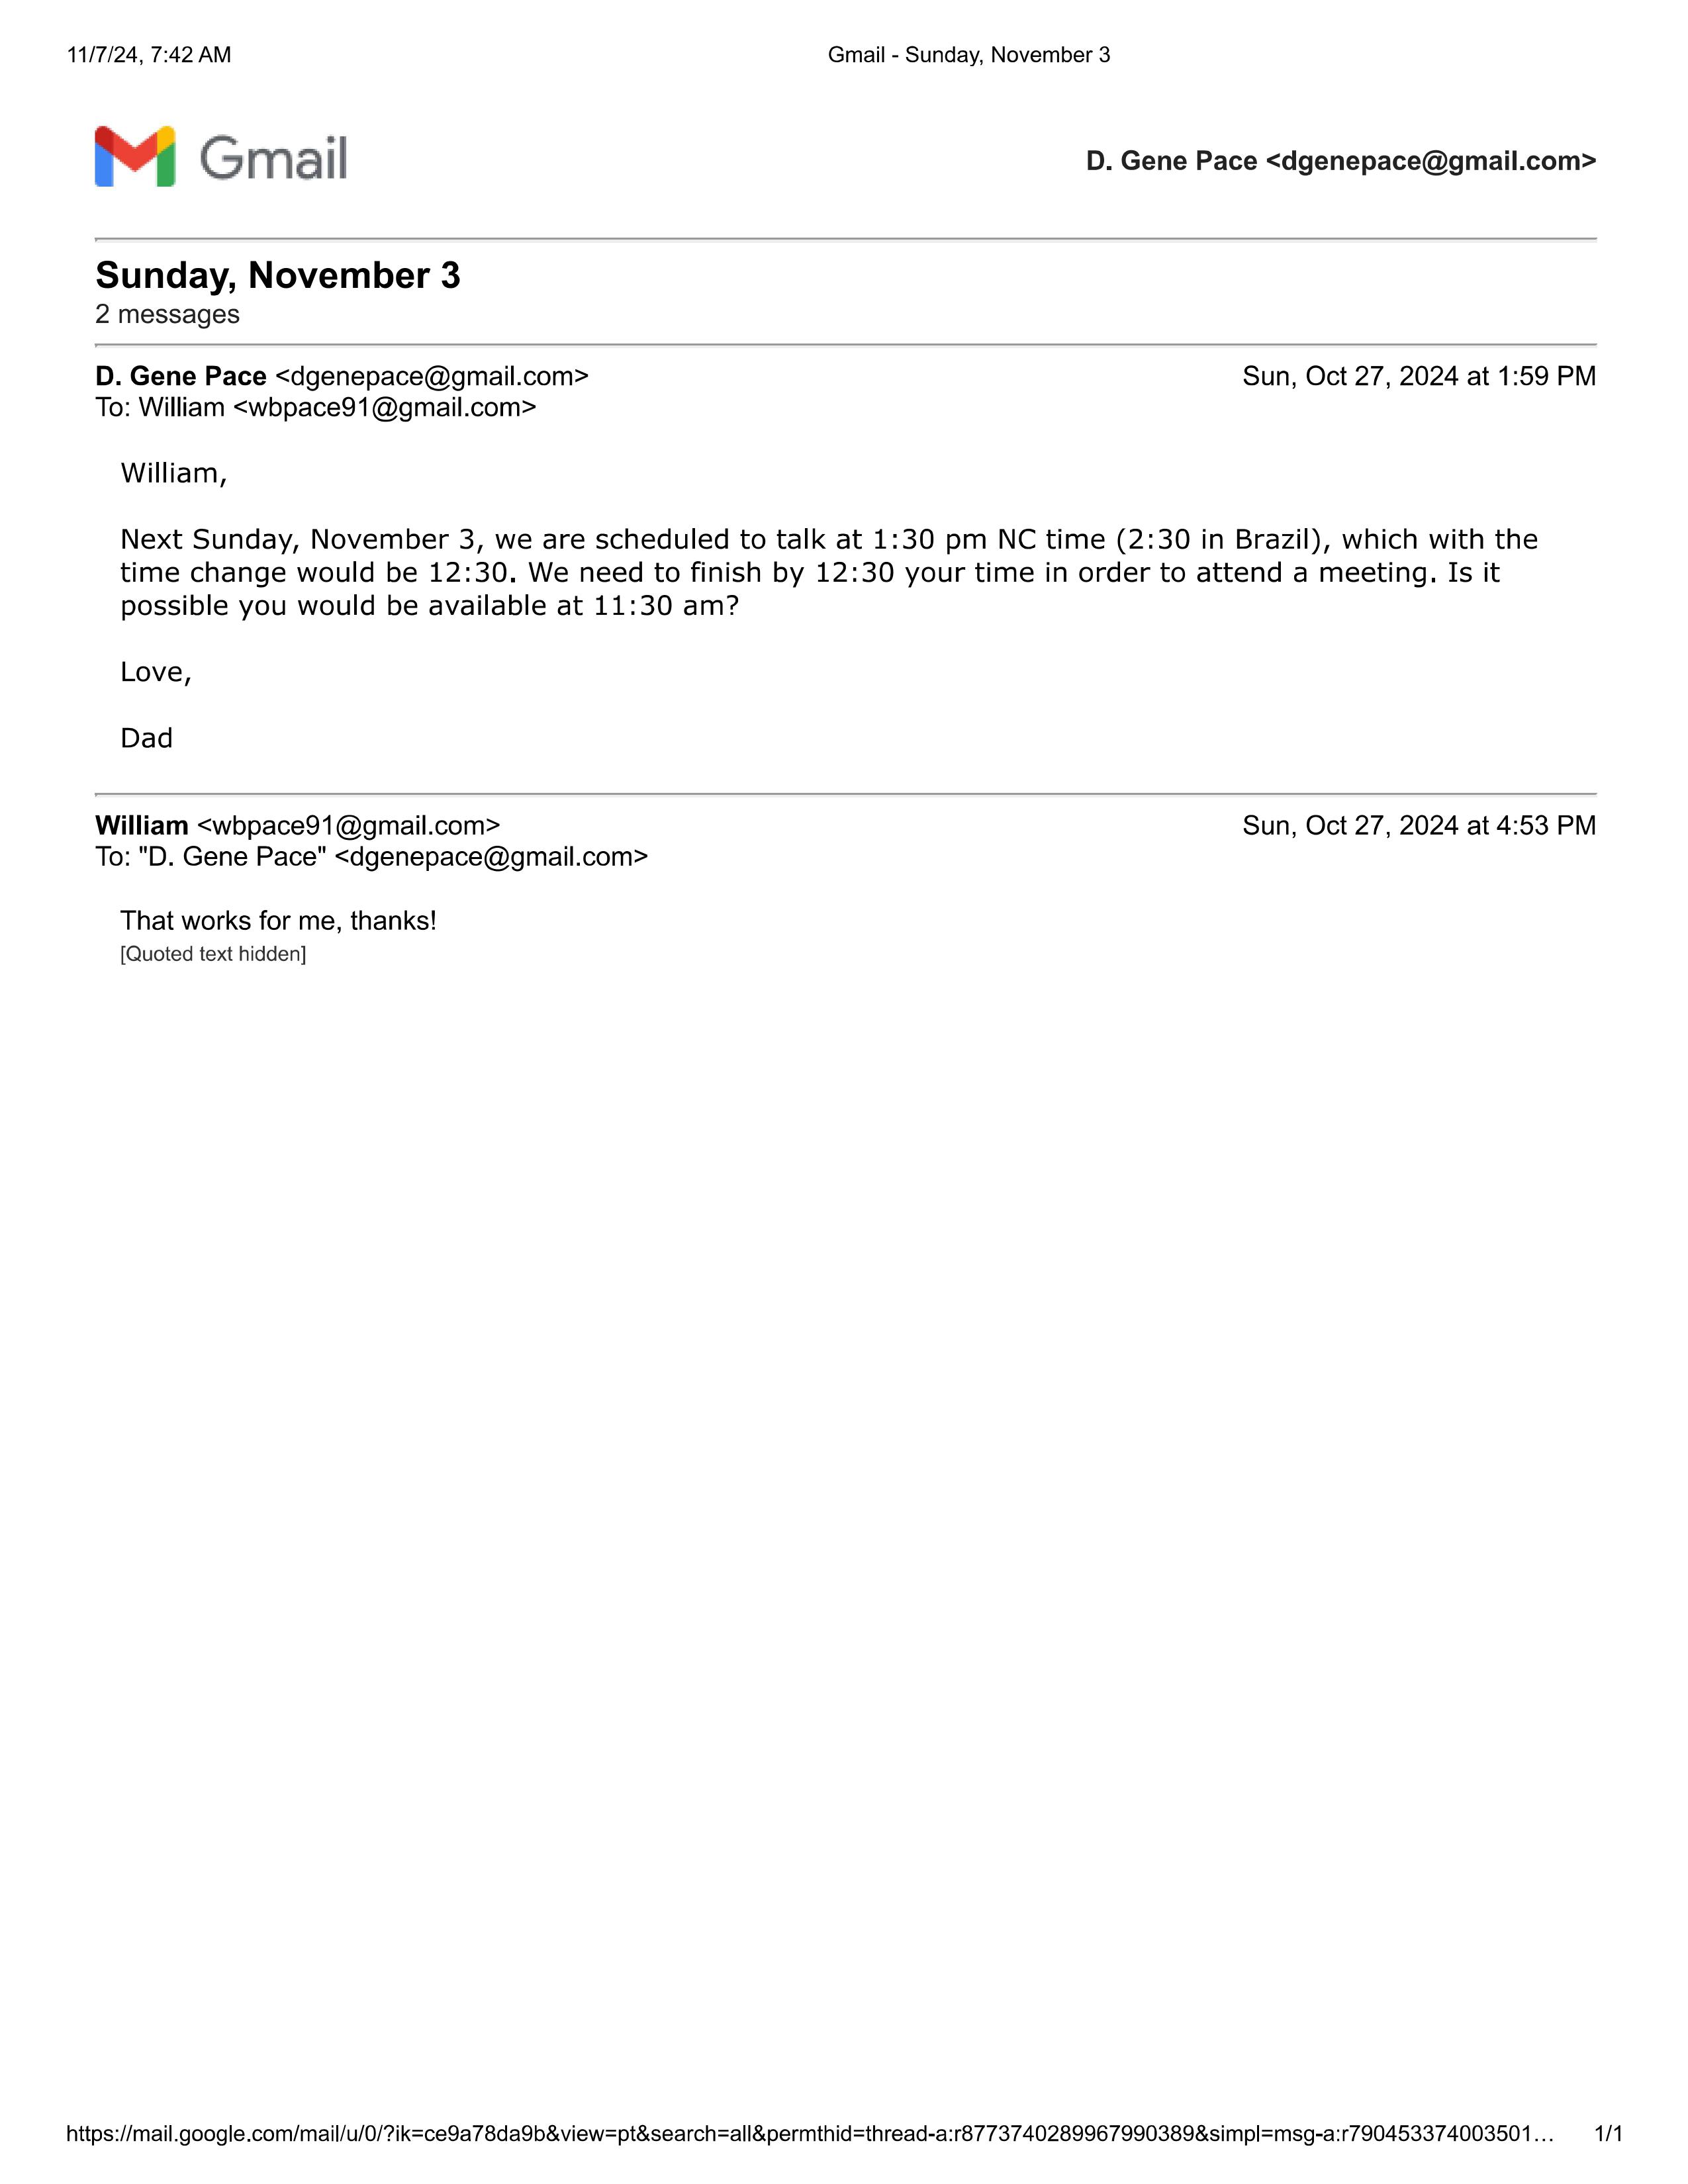 11/7/24, 7:42 AM
Gmail - Sunday, November 3
Gmail
D. Gene Pace <dgenepace@gmail.com>
Sunday, November 3
2 messages
D. Gene Pace <dgenepace@gmail.com>
Sun, Oct 27, 2024 at 1:59 PM
To: William <wbpace91@gmail.com>
William,
Next Sunday, November 3, we are scheduled to talk at 1:30 pm NC time (2:30 in Brazil), which with the
time change would be 12:30. We need to finish by 12:30 your time in order to attend a meeting. Is it
possible you would be available at 11:30 am?
Love,
Dad
William <wbpace91@gmail.com>
Sun, Oct 27, 2024 at 4:53 PM
To: "D. Gene Pace" <dgenepace@gmail.com>
That works for me, thanks!
[Quoted text hidden]
https://mail.google.com/mail/u/0/?ik=ce9a78da9b&view=pt&search=all&permthid=thread-a:r8773740289967990389&simpl=msg-a:r790453374003501…
1/1